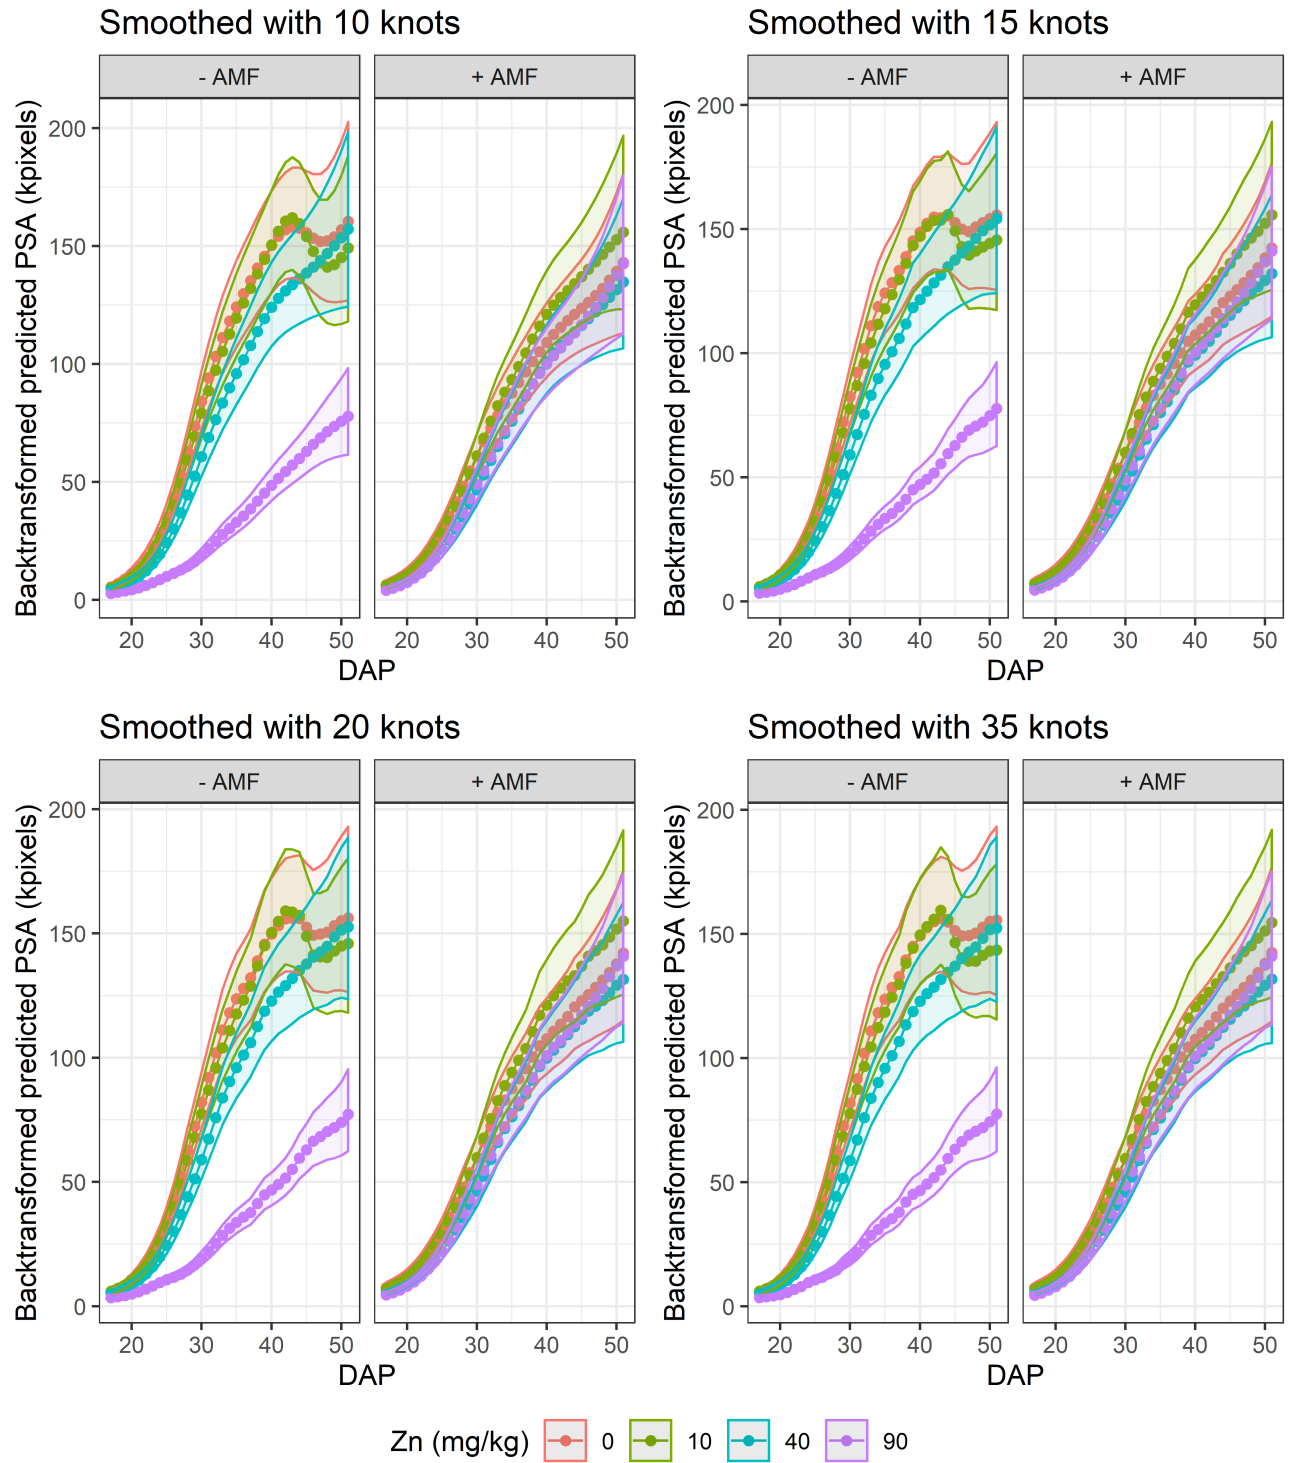 Smoothed with 10 knots
- AMF
+ AMF
Backtransformed predicted PSA (kpixels)
200
150
100
50
0
20 30 40 50
20 30 40 50
DAP
Smoothed with 15 knots
- AMF
+ AMF
Backtransformed predicted PSA (kpixels)
200
150
100
50
0
20 30 40 50
20 30 40 50
DAP
Smoothed with 20 knots
- AMF
+ AMF
Backtransformed predicted PSA (kpixels)
200
150
100
50
0
20 30 40 50
20 30 40 50
DAP
Smoothed with 35 knots
- AMF
+ AMF
Backtransformed predicted PSA (kpixels)
200
150
100
50
0
20 30 40 50
20 30 40 50
DAP
Zn (mg/kg) 0 10 40 90